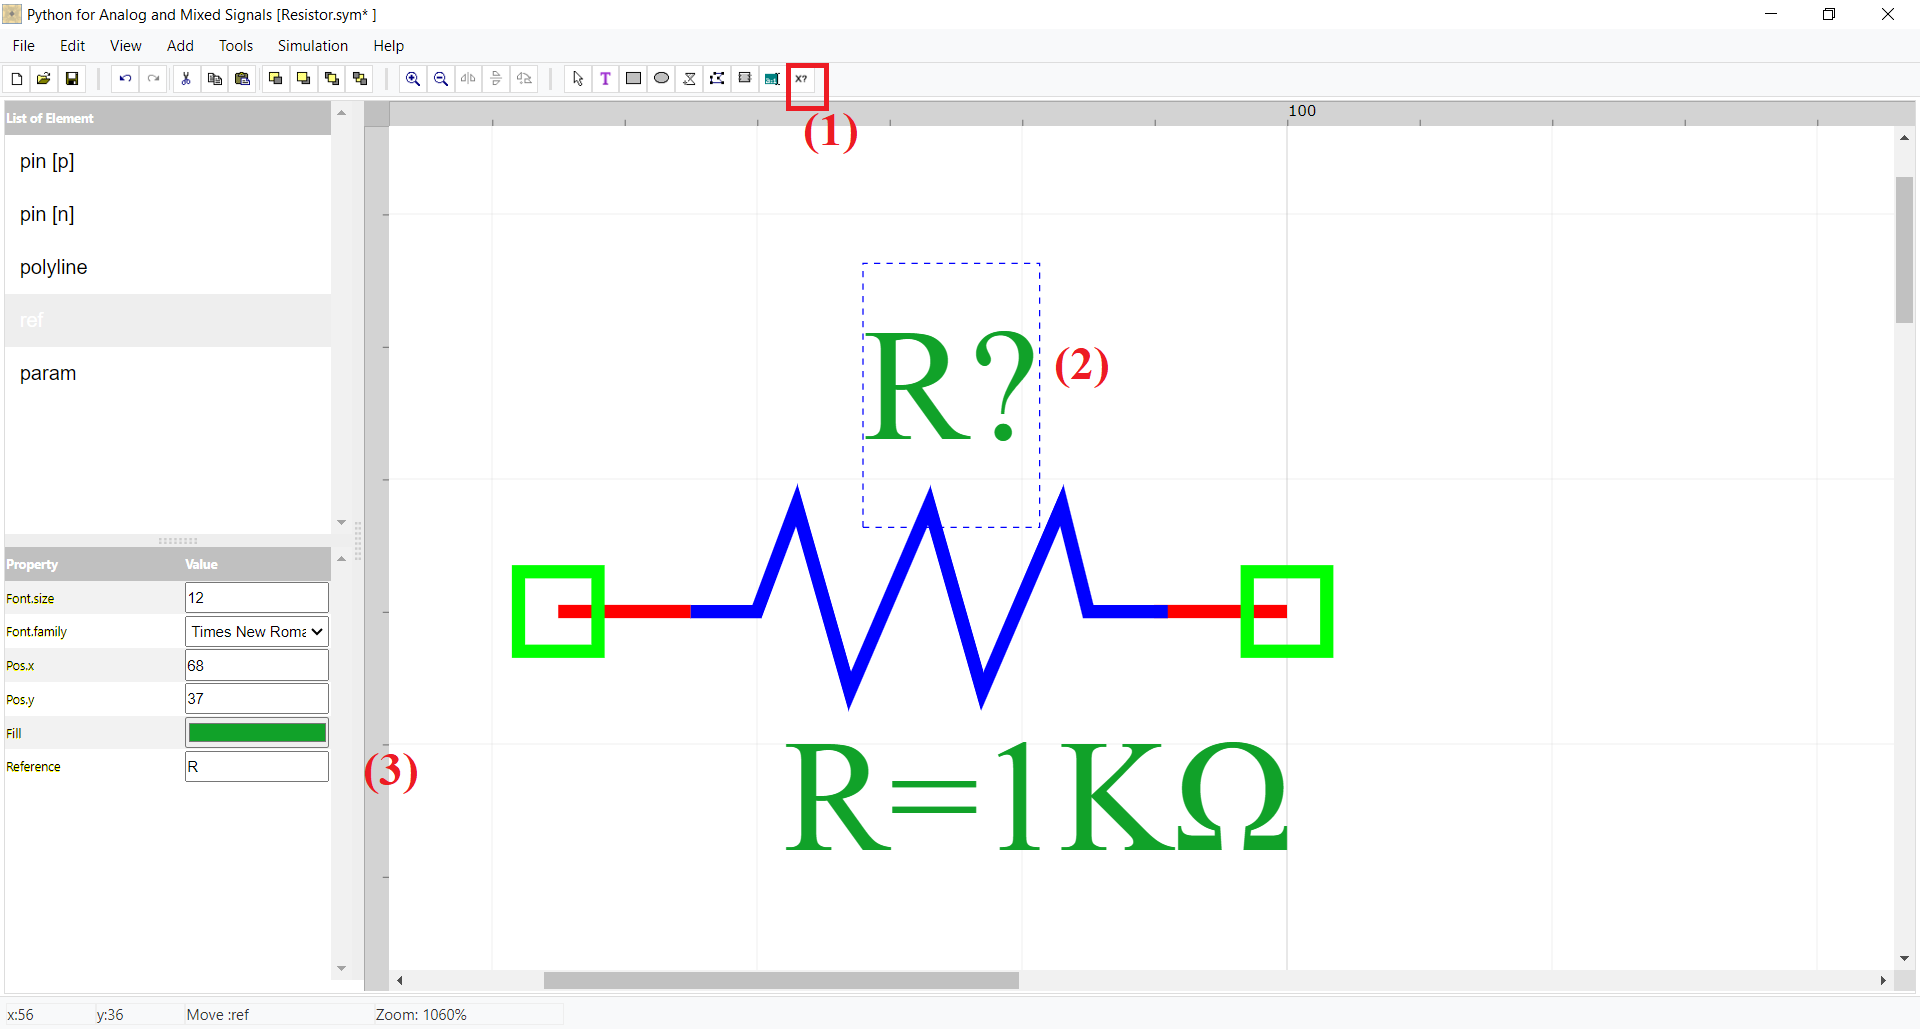 Python for Analog and Mixed Signals [Resistor.sym* ]
File Edit View Add Tools Simulation Help
T X?
(1)
100
List of Element
pin [p]
pin [n]
polyline
ref
param
R?
(2)
Property Value
Font.size 12
Font.family Times New Roma
Pos.x 68
Pos.y 37
Fill
Reference R
(3)
R=1KΩ
x:56 y:36 Move :ref Zoom: 1060%